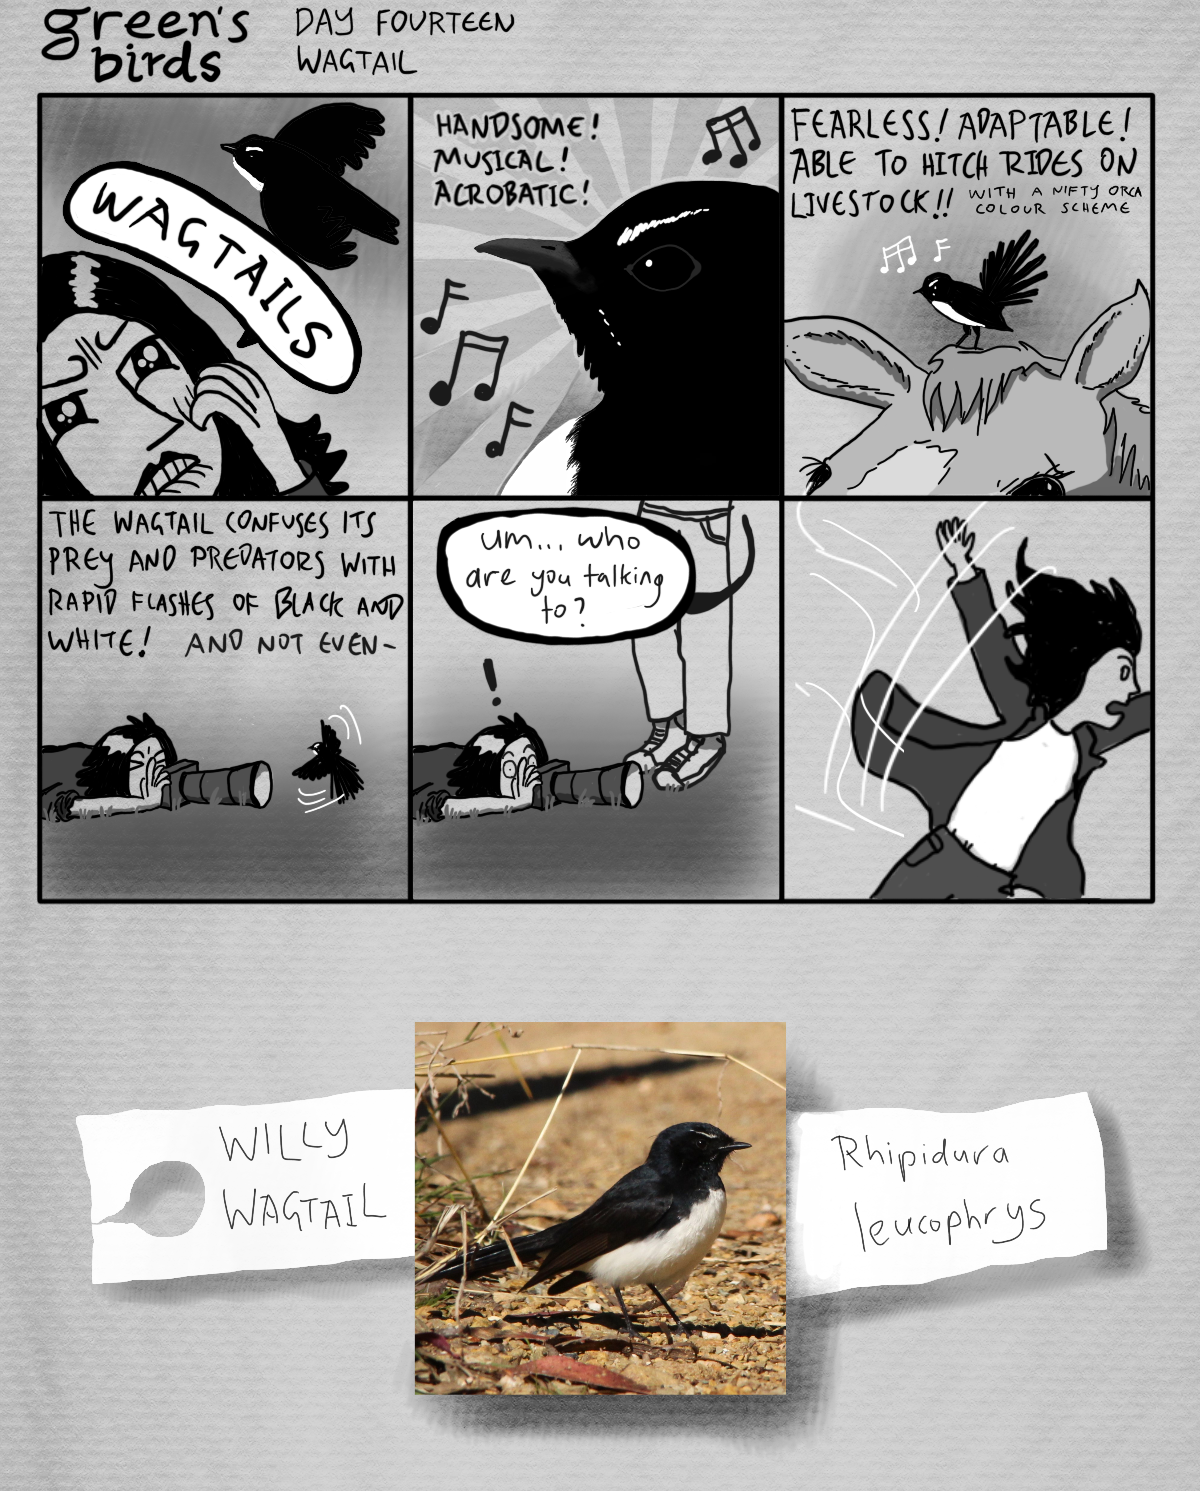 green's
birds
DAY FOURTEEN
WAGTAIL
WAGTAILS
HANDSOME!
MUSICAL!
ACROBATIC!
FEARLESS! ADAPTABLE!
ABLE TO HITCH RIDES ON
LIVESTOCK!! WITH A NIFTY ORCA
COLOUR SCHEME
THE WAGTAIL CONFUSES ITS
PREY AND PREDATORS WITH
RAPID FLASHES OF BLACK AND
WHITE! AND NOT EVEN-
!
um... who
are you talking
to?
WILLY
WAGTAIL
Rhipidura
leucophrys